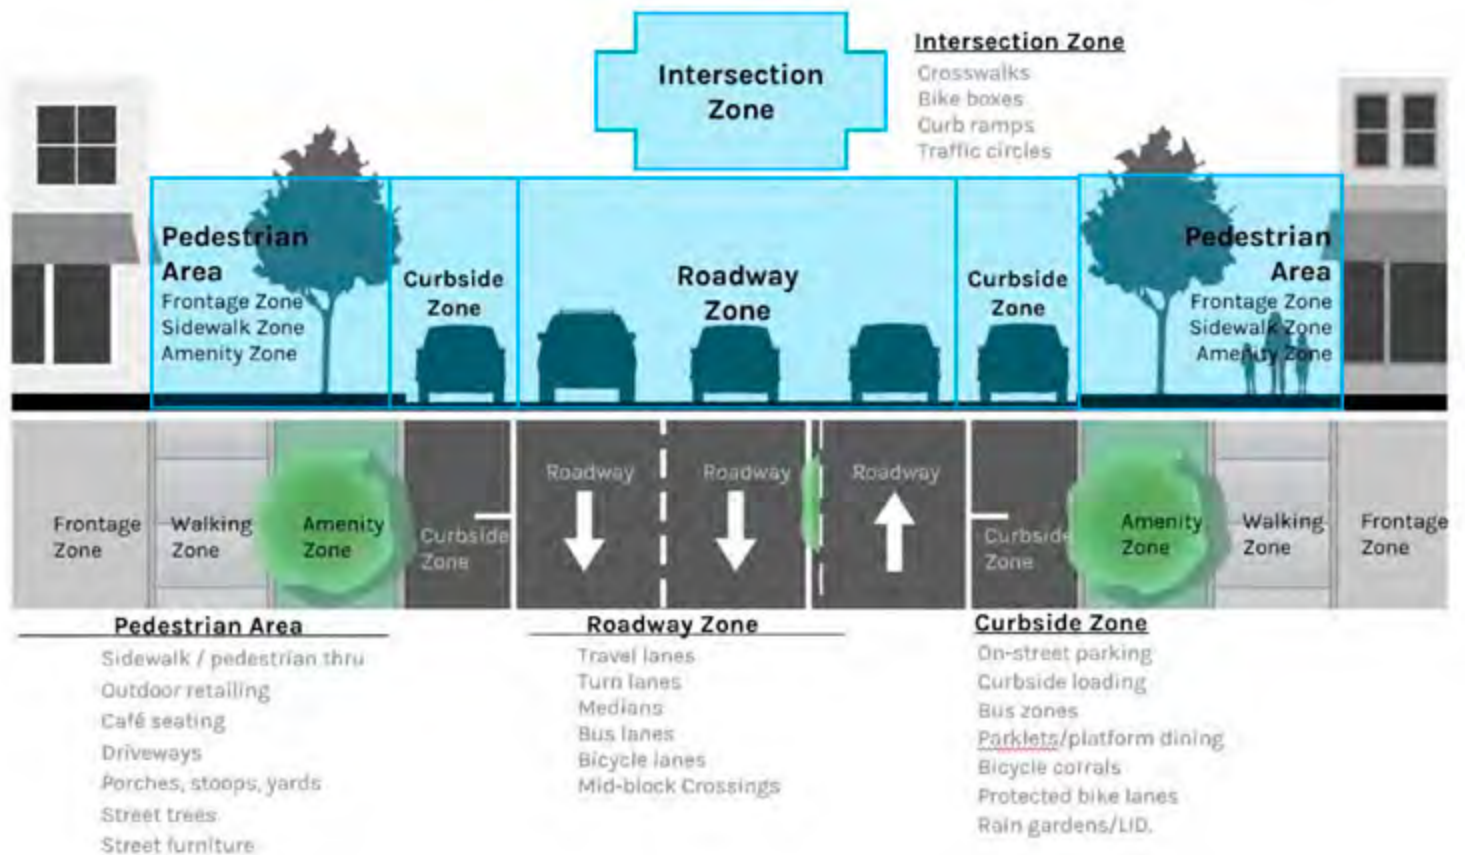 Intersection
Zone
Intersection Zone
Crosswalks
Bike boxes
Curb ramps
Traffic circles
Pedestrian
Area
Frontage Zone
Sidewalk Zone
Amenity Zone
Curbside
Zone
Roadway
Zone
Curbside
Zone
Pedestrian
Area
Frontage Zone
Sidewalk Zone
Amenity Zone
Frontage
Zone
Walking
Zone
Amenity
Zone
Curbside
Zone
Roadway
Roadway
Roadway
Curbside
Zone
Amenity
Zone
Walking
Zone
Frontage
Zone
Pedestrian Area
Sidewalk / pedestrian thru
Outdoor retailing
Café seating
Driveways
Porches, stoops, yards
Street trees
Street furniture
Roadway Zone
Travel lanes
Turn lanes
Medians
Bus lanes
Bicycle lanes
Mid-block Crossings
Curbside Zone
On-street parking
Curbside loading
Bus zones
Parklets/platform dining
Bicycle corrals
Protected bike lanes
Rain gardens/LID.